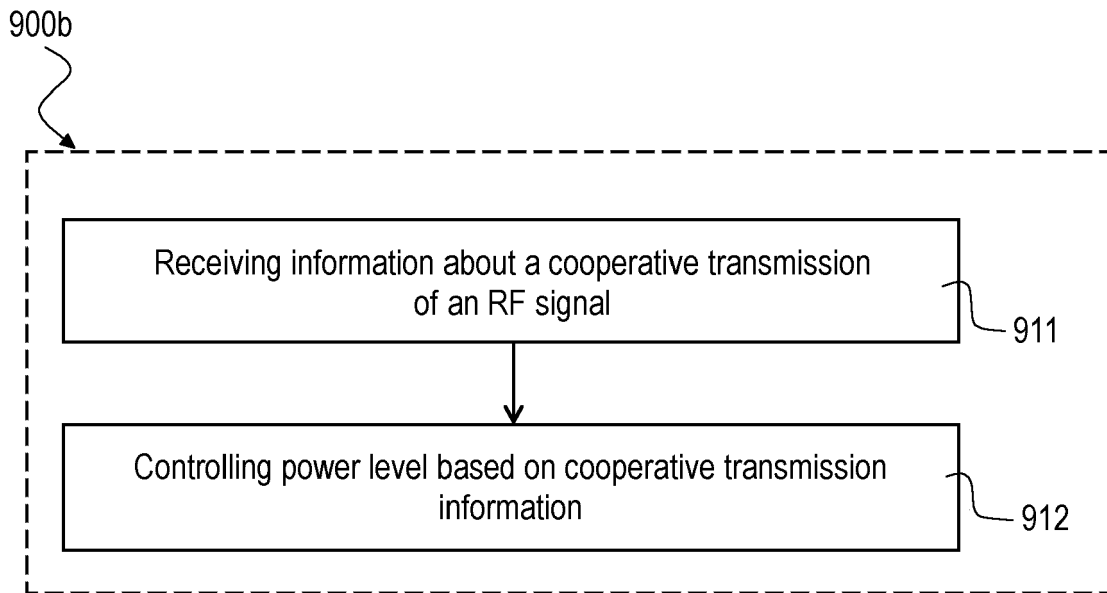 900b
Receiving information about a cooperative transmission
of an RF signal
911
Controlling power level based on cooperative transmission
information
912